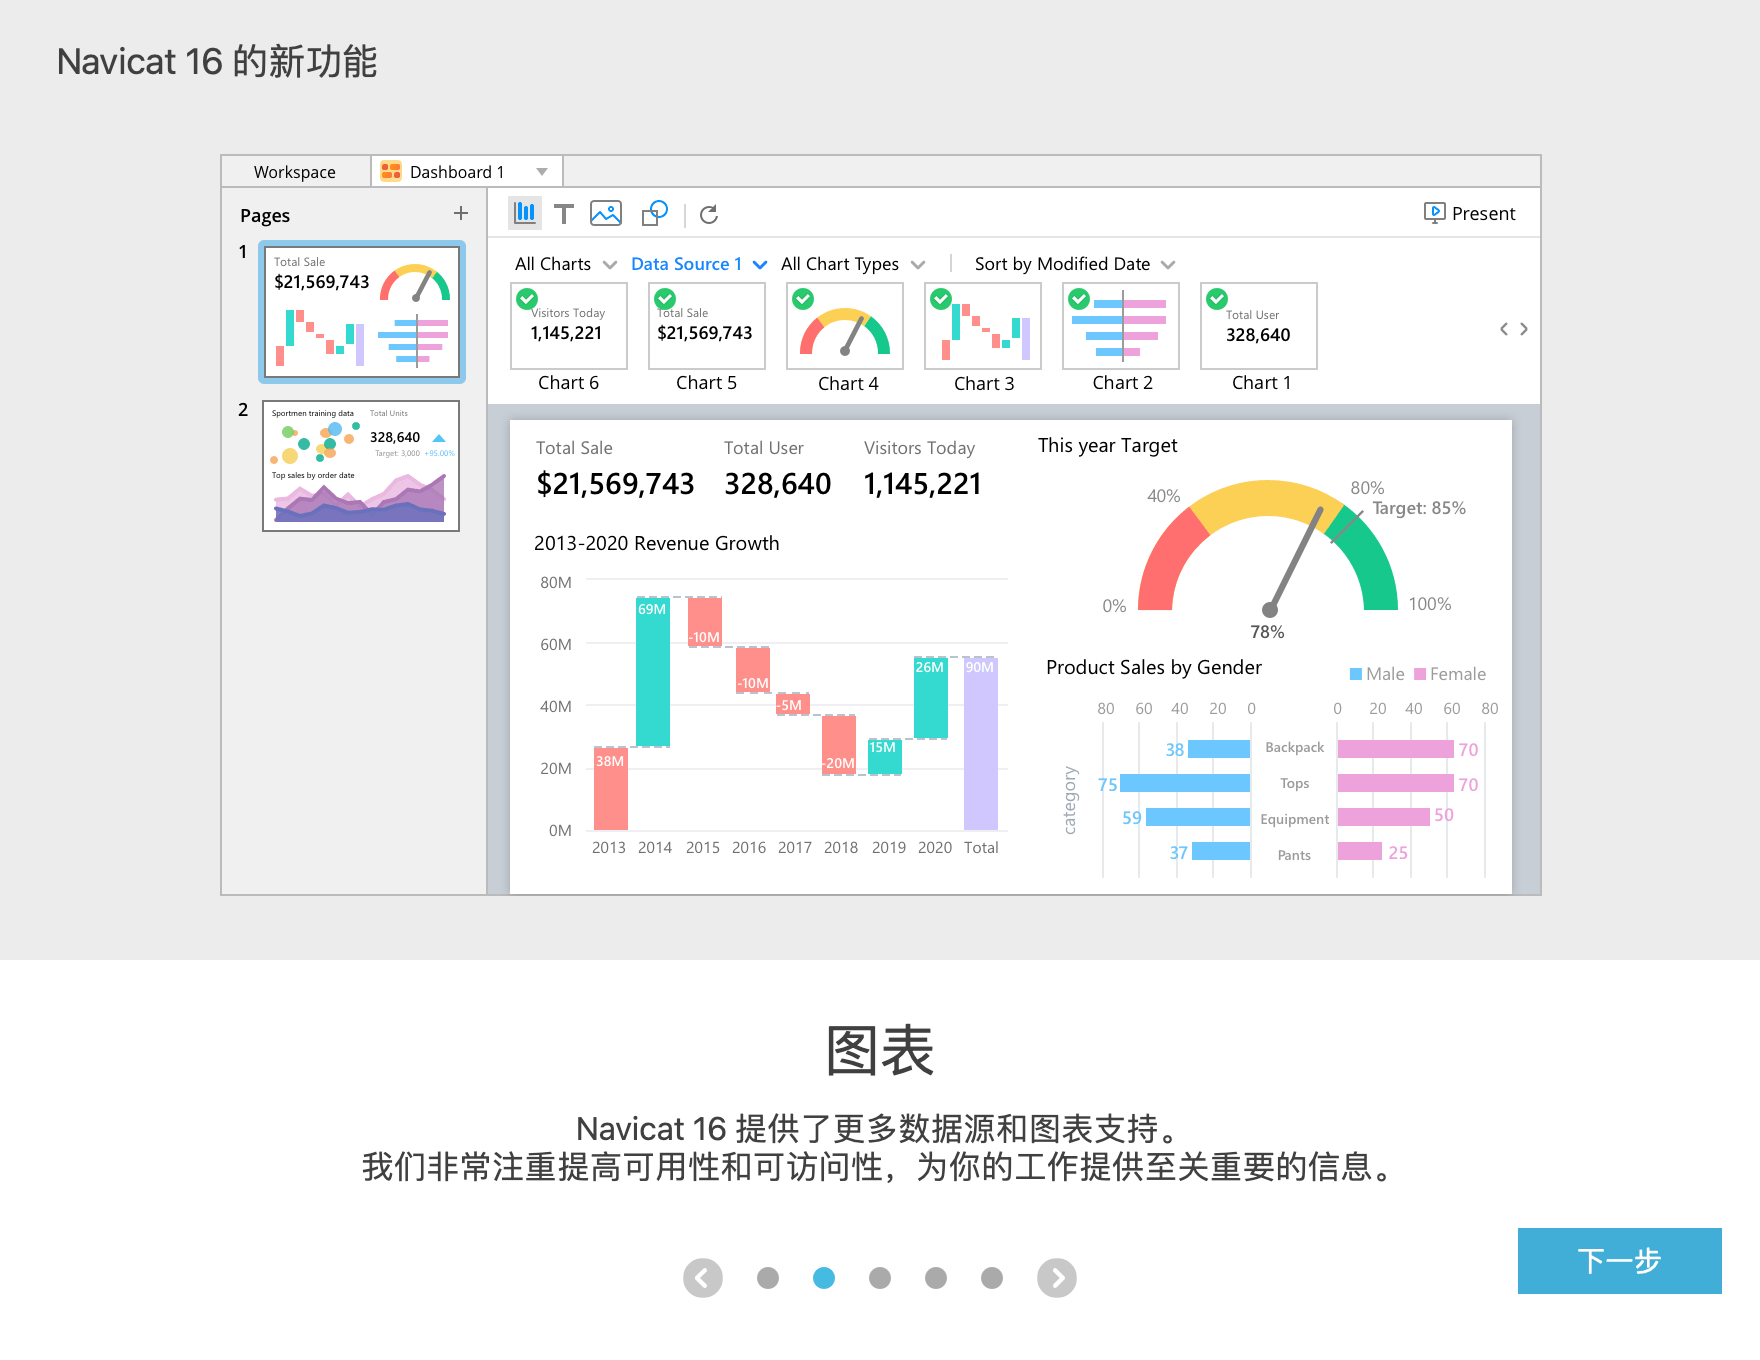 Navicat 16 的新功能
Workspace
Dashboard 1
Pages
Present
1
Total Sale
$21,569,743
2
Sportmen training data
Total Units
328,640
Target: 3,000 +95.00%
Top sales by order date
All Charts
Data Source 1
All Chart Types
Sort by Modified Date
Visitors Today
1,145,221
Total Sale
$21,569,743
Total User
328,640
Chart 6
Chart 5
Chart 4
Chart 3
Chart 2
Chart 1
Total Sale
$21,569,743
Total User
328,640
Visitors Today
1,145,221
2013-2020 Revenue Growth
80M
60M
40M
20M
0M
38M
69M
-10M
-10M
-5M
-20M
15M
26M
90M
2013 2014 2015 2016 2017 2018 2019 2020 Total
This year Target
0%
40%
80%
Target: 85%
100%
78%
Product Sales by Gender
Male
Female
80 60 40 20 0
0 20 40 60 80
category
38 Backpack 70
75 Tops 70
59 Equipment 50
37 Pants 25
图表
Navicat 16 提供了更多数据源和图表支持。
我们非常注重提高可用性和可访问性，为你的工作提供至关重要的信息。
下一步